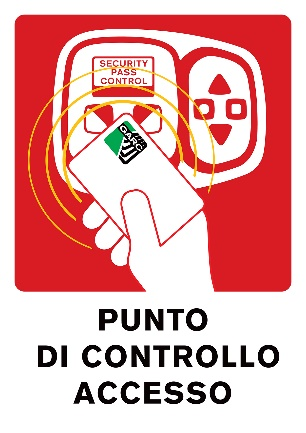 SECURITY
PASS
CONTROL
PUNTO
DI CONTROLLO
ACCESSO